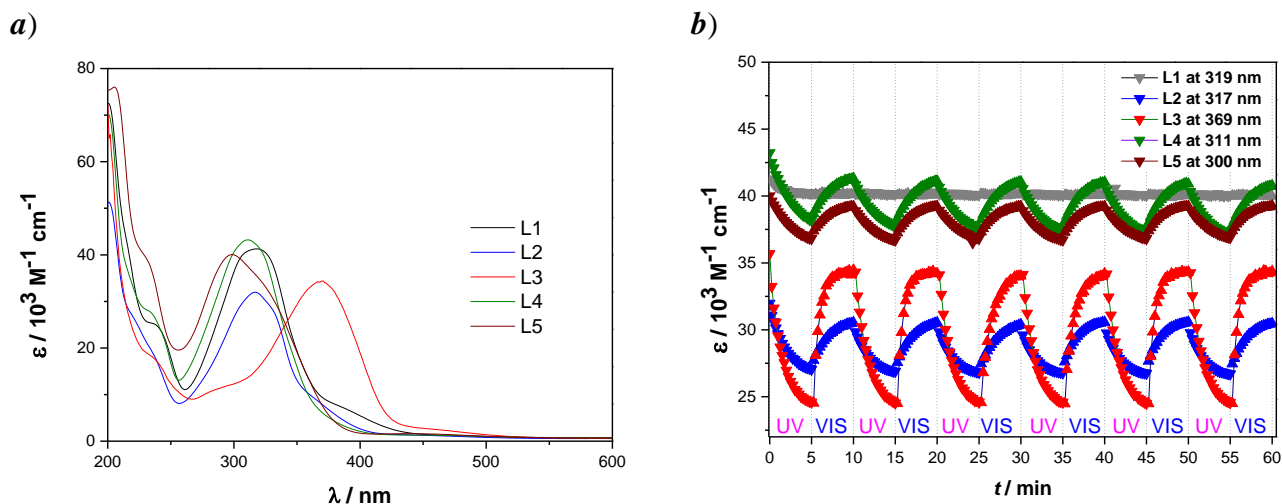 a)
80
60
40
20
0
200
300
400
500
600
ε / 10³ M⁻¹ cm⁻¹
λ / nm
L1
L2
L3
L4
L5
b)
50
45
40
35
30
25
0 5 10 15 20 25 30 35 40 45 50 55 60
ε / 10³ M⁻¹ cm⁻¹
t / min
L1 at 319 nm
L2 at 317 nm
L3 at 369 nm
L4 at 311 nm
L5 at 300 nm
UV VIS UV VIS UV VIS UV VIS UV VIS UV VIS